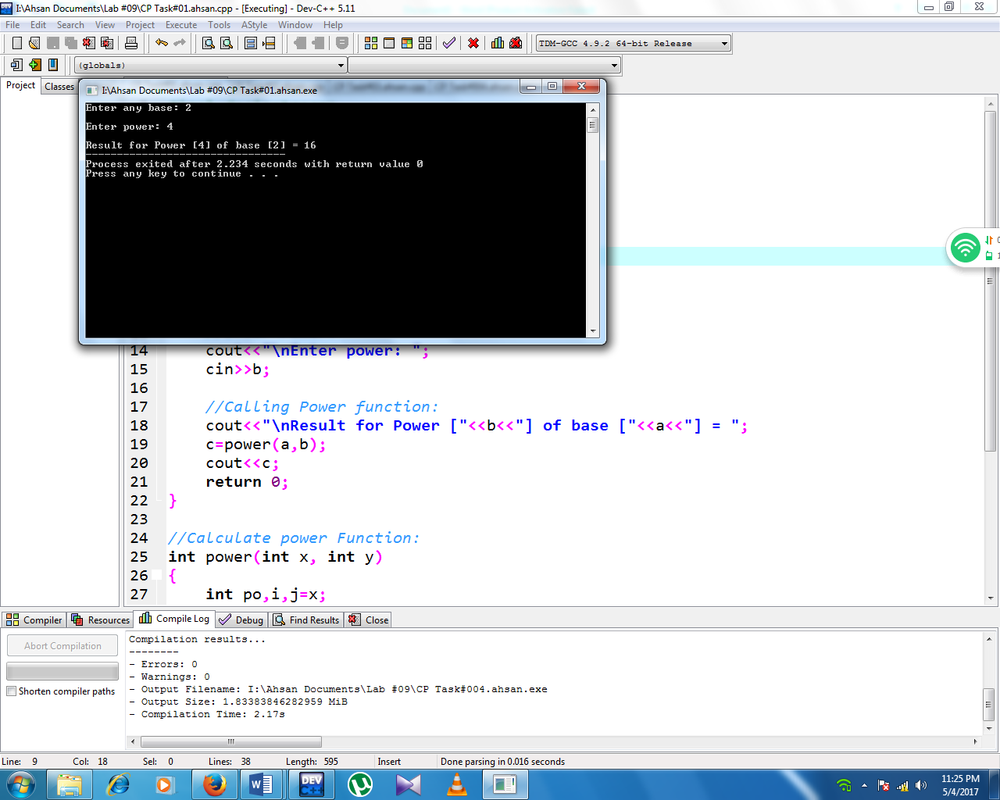 I:\Ahsan Documents\Lab #09\CP Task#01.ahsan.cpp - [Executing] - Dev-C++ 5.11
File Edit Search View Project Execute Tools AStyle Window Help
TDM-GCC 4.9.2 64-bit Release
(globals)
Project Classes
I:\Ahsan Documents\Lab #09\CP Task#01.ahsan.exe
Enter any base: 2
Enter power: 4
Result for Power [4] of base [2] = 16
--------------------------------
Process exited after 2.234 seconds with return value 0
Press any key to continue . . .
14 cout<<"\nEnter power: ";
15 cin>>b;
16
17 //Calling Power function:
18 cout<<"\nResult for Power ["<<b<<"] of base ["<<a<<"] = ";
19 c=power(a,b);
20 cout<<c;
21 return 0;
22 }
23
24 //Calculate power Function:
25 int power(int x, int y)
26 {
27 int po,i,j=x;
Compiler Resources Compile Log Debug Find Results Close
Abort Compilation
Shorten compiler paths
Compilation results...
--------
- Errors: 0
- Warnings: 0
- Output Filename: I:\Ahsan Documents\Lab #09\CP Task#004.ahsan.exe
- Output Size: 1.83383846282959 MiB
- Compilation Time: 2.17s
Line: 9 Col: 18 Sel: 0 Lines: 38 Length: 595 Insert Done parsing in 0.016 seconds
DEV C++
11:25 PM
5/4/2017